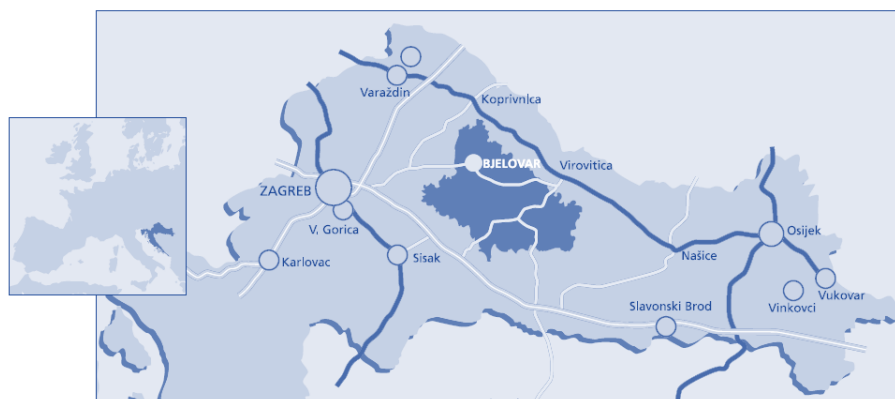 Varaždin
Koprivnica
BJELOVAR
Virovitica
ZAGREB
V. Gorica
Karlovac
Sisak
Našice
Osijek
Slavonski Brod
Vinkovci
Vukovar